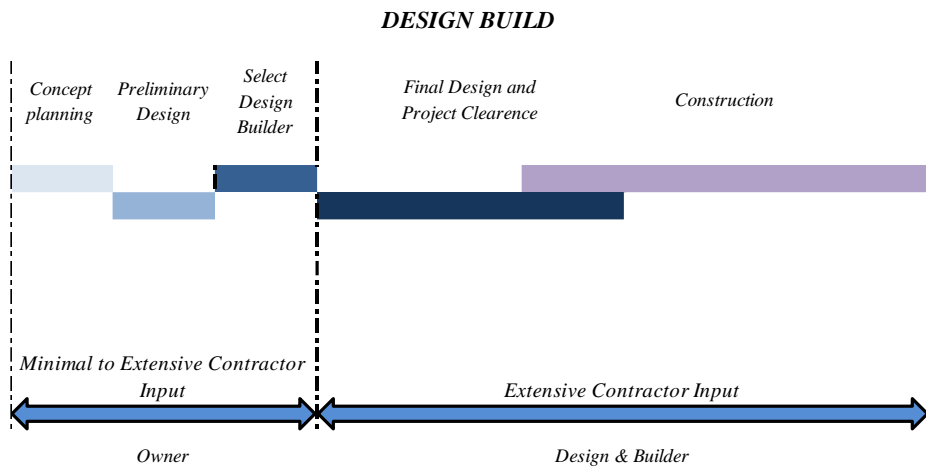 DESIGN BUILD
Concept
planning
Preliminary
Design
Select
Design
Builder
Final Design and
Project Clearence
Construction
Minimal to Extensive Contractor
Input
Extensive Contractor Input
Owner
Design & Builder